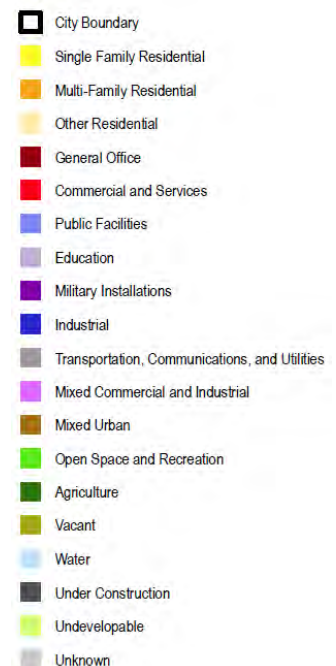 City Boundary
Single Family Residential
Multi-Family Residential
Other Residential
General Office
Commercial and Services
Public Facilities
Education
Military Installations
Industrial
Transportation, Communications, and Utilities
Mixed Commercial and Industrial
Mixed Urban
Open Space and Recreation
Agriculture
Vacant
Water
Under Construction
Undevelopable
Unknown